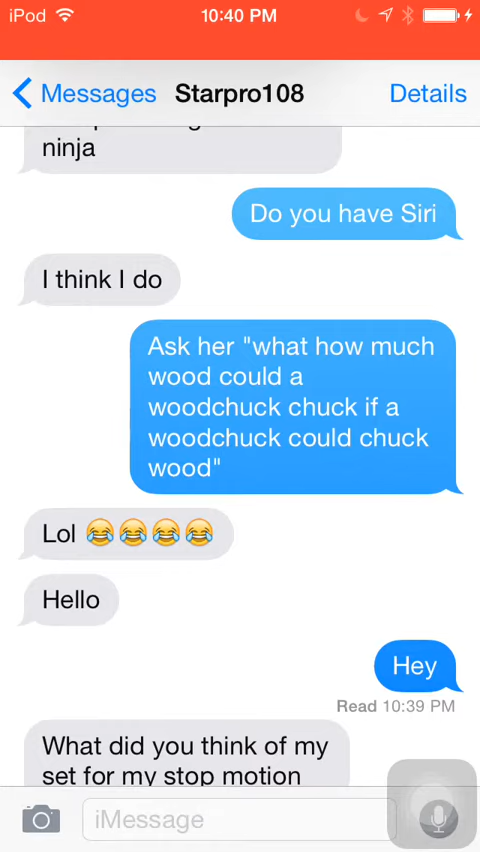 iPod 10:40 PM
Messages Starpro108 Details
ninja
Do you have Siri
I think I do
Ask her "what how much
wood could a
woodchuck chuck if a
woodchuck could chuck
wood"
Lol 😂😂😂😂
Hello
Hey
Read 10:39 PM
What did you think of my
set for my stop motion
iMessage